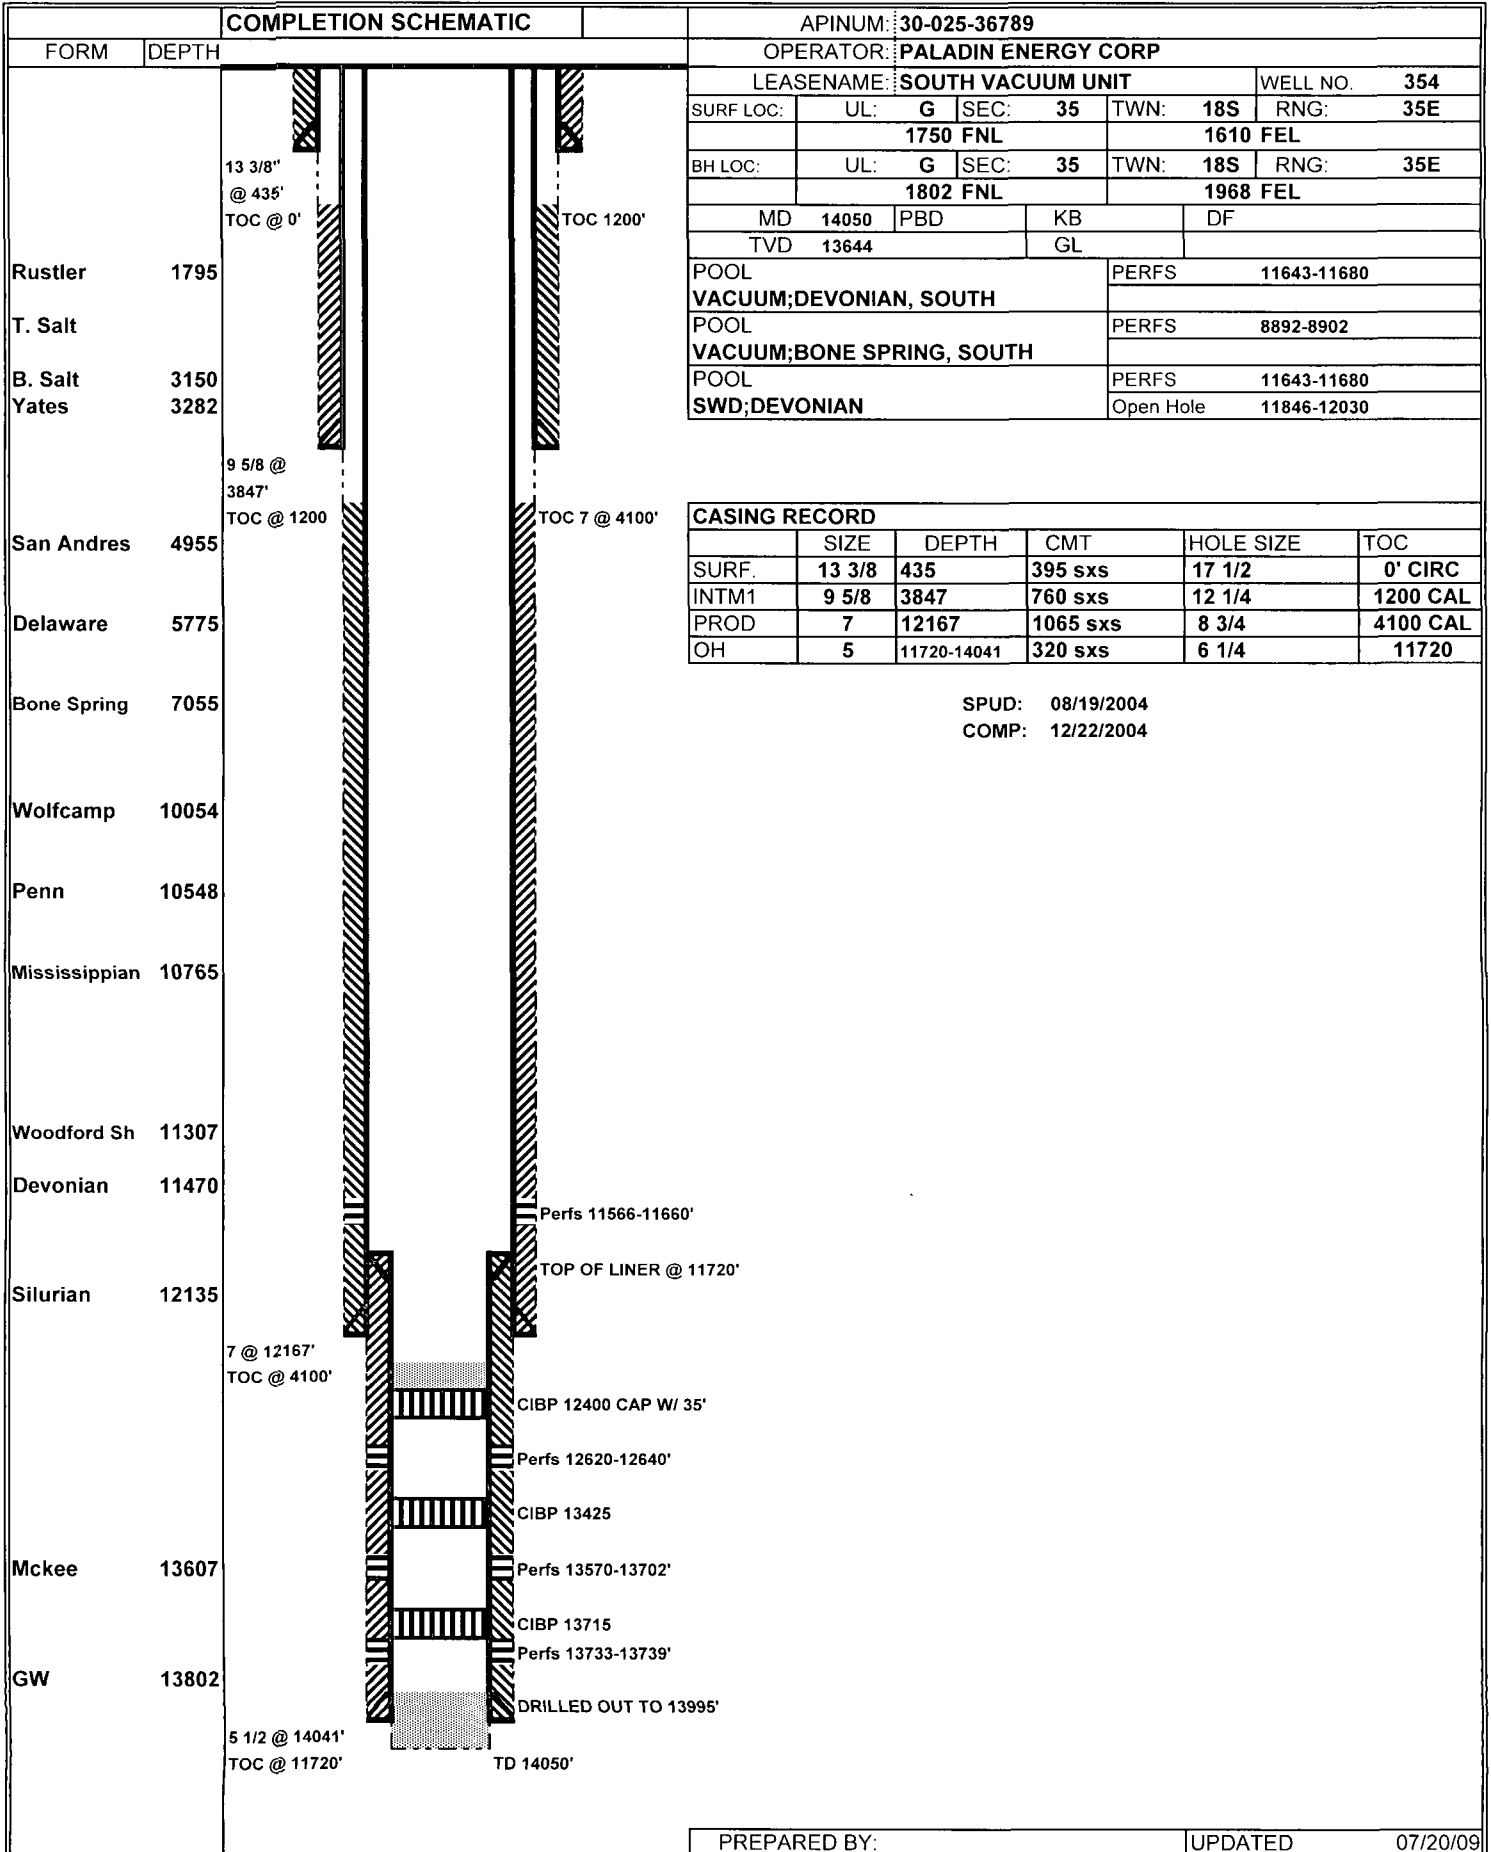 COMPLETION SCHEMATIC
FORM DEPTH
13 3/8"
@ 435'
TOC @ 0'
TOC 1200'
Rustler 1795
T. Salt
B. Salt 3150
Yates 3282
9 5/8 @
3847'
TOC @ 1200
TOC 7 @ 4100'
San Andres 4955
Delaware 5775
Bone Spring 7055
Wolfcamp 10054
Penn 10548
Mississippian 10765
Woodford Sh 11307
Devonian 11470
Perfs 11566-11660'
TOP OF LINER @ 11720'
Silurian 12135
7 @ 12167'
TOC @ 4100'
CIBP 12400 CAP W/ 35'
Perfs 12620-12640'
CIBP 13425
Mckee 13607
Perfs 13570-13702'
CIBP 13715
Perfs 13733-13739'
GW 13802
DRILLED OUT TO 13995'
5 1/2 @ 14041'
TOC @ 11720'
TD 14050'
APINUM: 30-025-36789
OPERATOR: PALADIN ENERGY CORP
LEASENAME: SOUTH VACUUM UNIT WELL NO. 354
SURF LOC: UL: G SEC: 35 TWN: 18S RNG: 35E
1750 FNL 1610 FEL
BH LOC: UL: G SEC: 35 TWN: 18S RNG: 35E
1802 FNL 1968 FEL
MD 14050 PBD KB DF
TVD 13644 GL
POOL PERFS 11643-11680
VACUUM;DEVONIAN, SOUTH
POOL PERFS 8892-8902
VACUUM;BONE SPRING, SOUTH
POOL PERFS 11643-11680
SWD;DEVONIAN Open Hole 11846-12030
CASING RECORD
SIZE DEPTH CMT HOLE SIZE TOC
SURF. 13 3/8 435 395 sxs 17 1/2 0' CIRC
INTM1 9 5/8 3847 760 sxs 12 1/4 1200 CAL
PROD 7 12167 1065 sxs 8 3/4 4100 CAL
OH 5 11720-14041 320 sxs 6 1/4 11720
SPUD: 08/19/2004
COMP: 12/22/2004
PREPARED BY: UPDATED 07/20/09